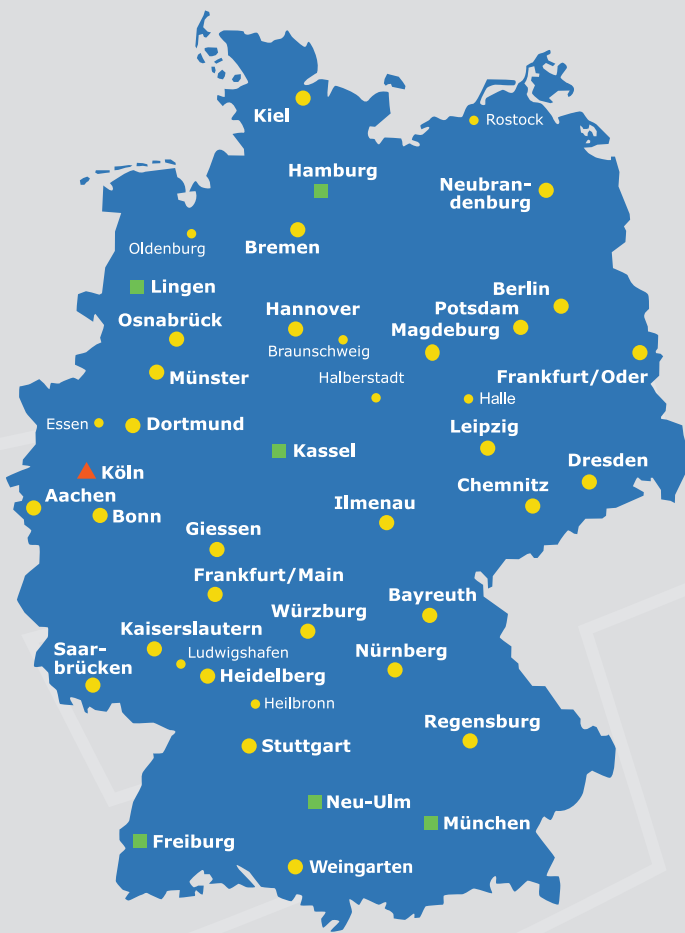 Kiel
Rostock
Hamburg
Neubran-
denburg
Oldenburg
Bremen
Lingen
Berlin
Hannover
Potsdam
Osnabrück
Magdeburg
Braunschweig
Münster
Halberstadt
Frankfurt/Oder
Halle
Essen
Dortmund
Leipzig
Kassel
Dresden
Köln
Chemnitz
Aachen
Ilmenau
Bonn
Giessen
Frankfurt/Main
Bayreuth
Würzburg
Kaiserslautern
Saar-
brücken
Ludwigshafen
Nürnberg
Heidelberg
Heilbronn
Regensburg
Stuttgart
Neu-Ulm
München
Freiburg
Weingarten